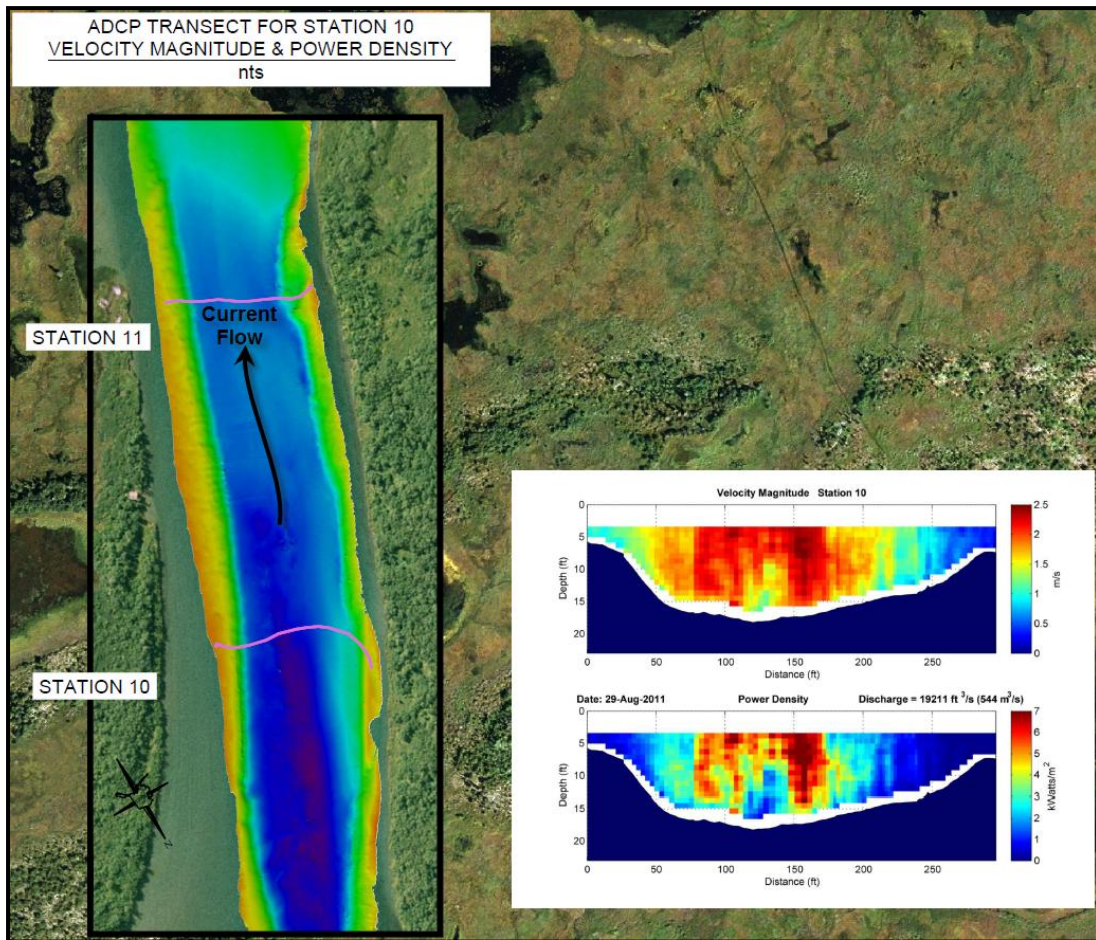 ADCP TRANSECT FOR STATION 10
VELOCITY MAGNITUDE & POWER DENSITY
nts
Current
Flow
STATION 11
STATION 10
Velocity Magnitude Station 10
0
5
10
15
20
Depth (ft)
0 50 100 150 200 250
Distance (ft)
2.5
2
1.5
1
0.5
0
m/s
Date: 29-Aug-2011 Power Density Discharge = 19211 ft ³/s (544 m³/s)
0
5
10
15
20
Depth (ft)
0 50 100 150 200 250
Distance (ft)
7
6
5
4
3
2
1
0
kWatts/m²